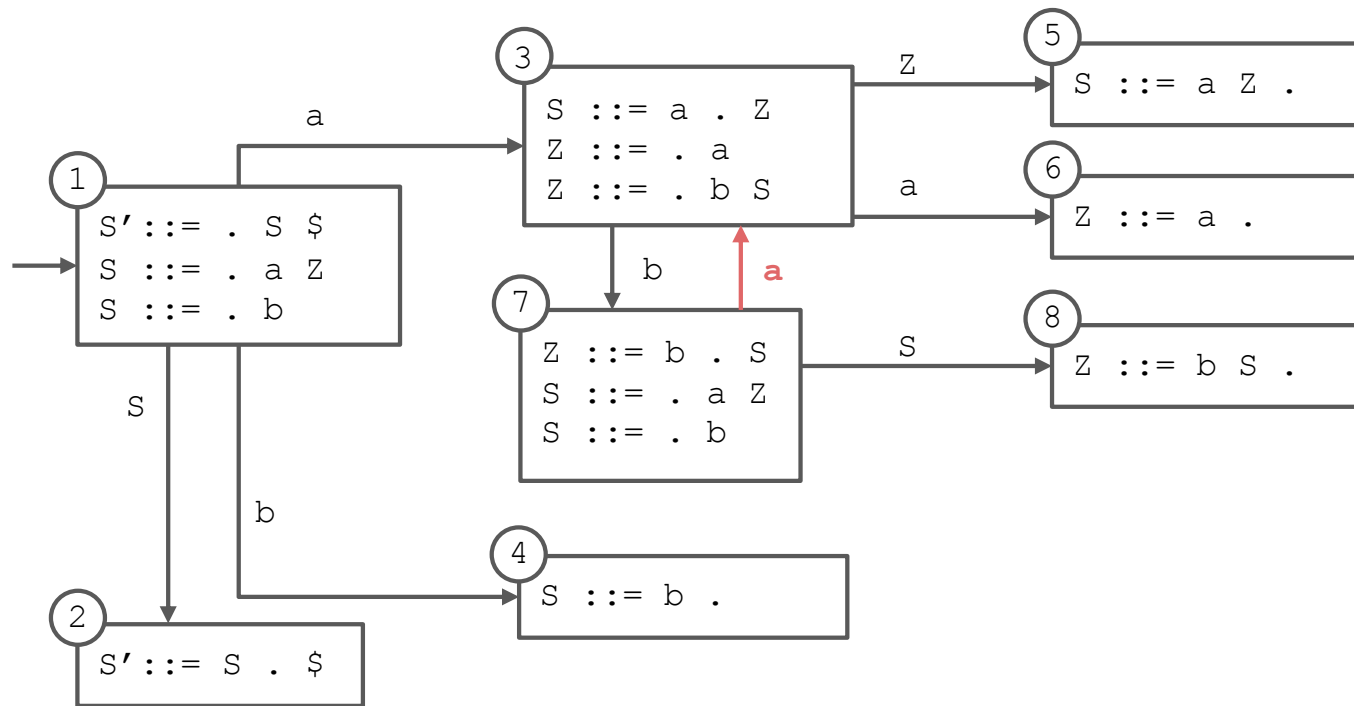 1
S'::= . S $
S ::= . a Z
S ::= . b
a
3
S ::= a . Z
Z ::= . a
Z ::= . b S
Z
5
S ::= a Z .
a
6
Z ::= a .
b
a
7
Z ::= b . S
S ::= . a Z
S ::= . b
S
8
Z ::= b S .
S
b
4
S ::= b .
2
S'::= S . $